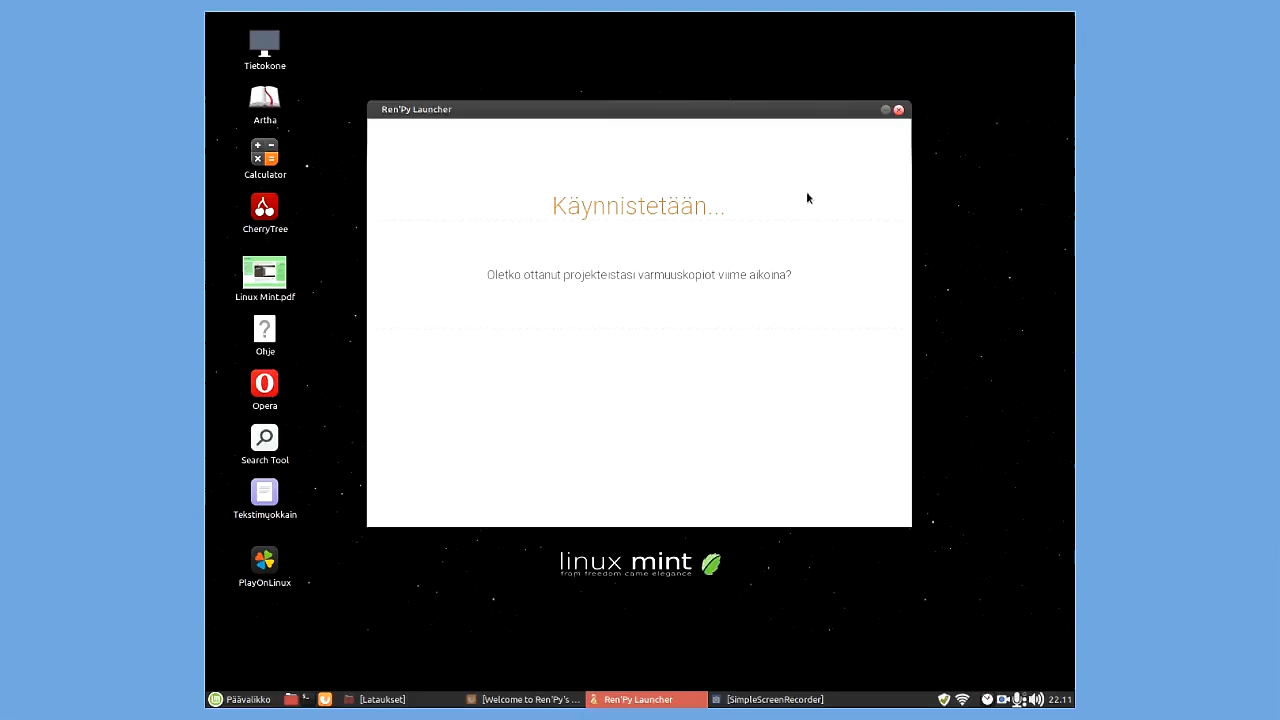 Tietokone
Artha
Calculator
CherryTree
Linux Mint.pdf
Ohje
Opera
Search Tool
Tekstimuokkain
PlayOnLinux
Ren'Py Launcher
Käynnistetään...
Oletko ottanut projekteistasi varmuuskopiot viime aikoina?
linux mint
from freedom came elegance
Päävalikko
[Lataukset]
[Welcome to Ren'Py's ...
Ren'Py Launcher
[SimpleScreenRecorder]
22.11